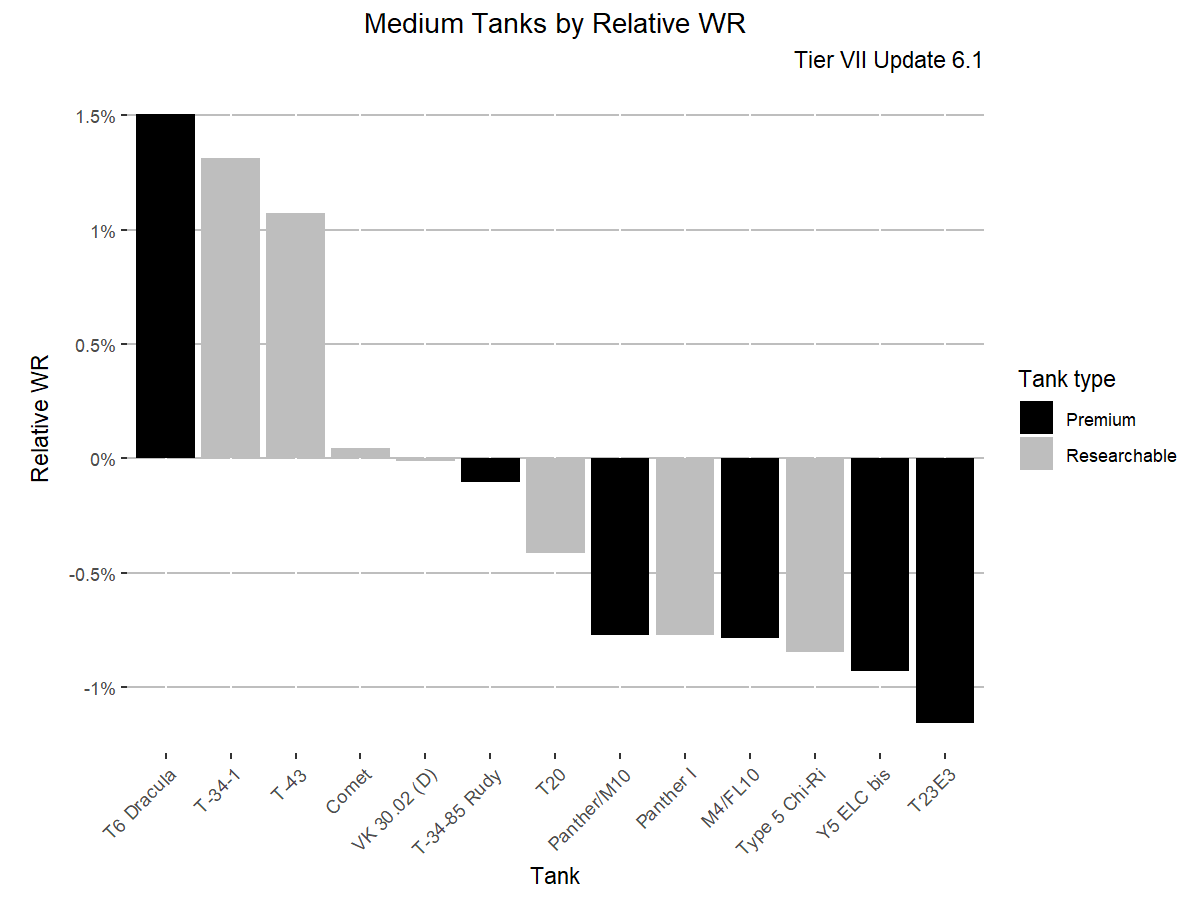 Medium Tanks by Relative WR
Tier VII Update 6.1
1.5%
1%
0.5%
0%
-0.5%
-1%
Relative WR
T6 Dracula
T-34-1
T-43
Comet
VK 30.02 (D)
T-34-85 Rudy
T20
Panther/M10
Panther I
M4/FL10
Type 5 Chi-Ri
Y5 ELC bis
T23E3
Tank
Tank type
Premium
Researchable